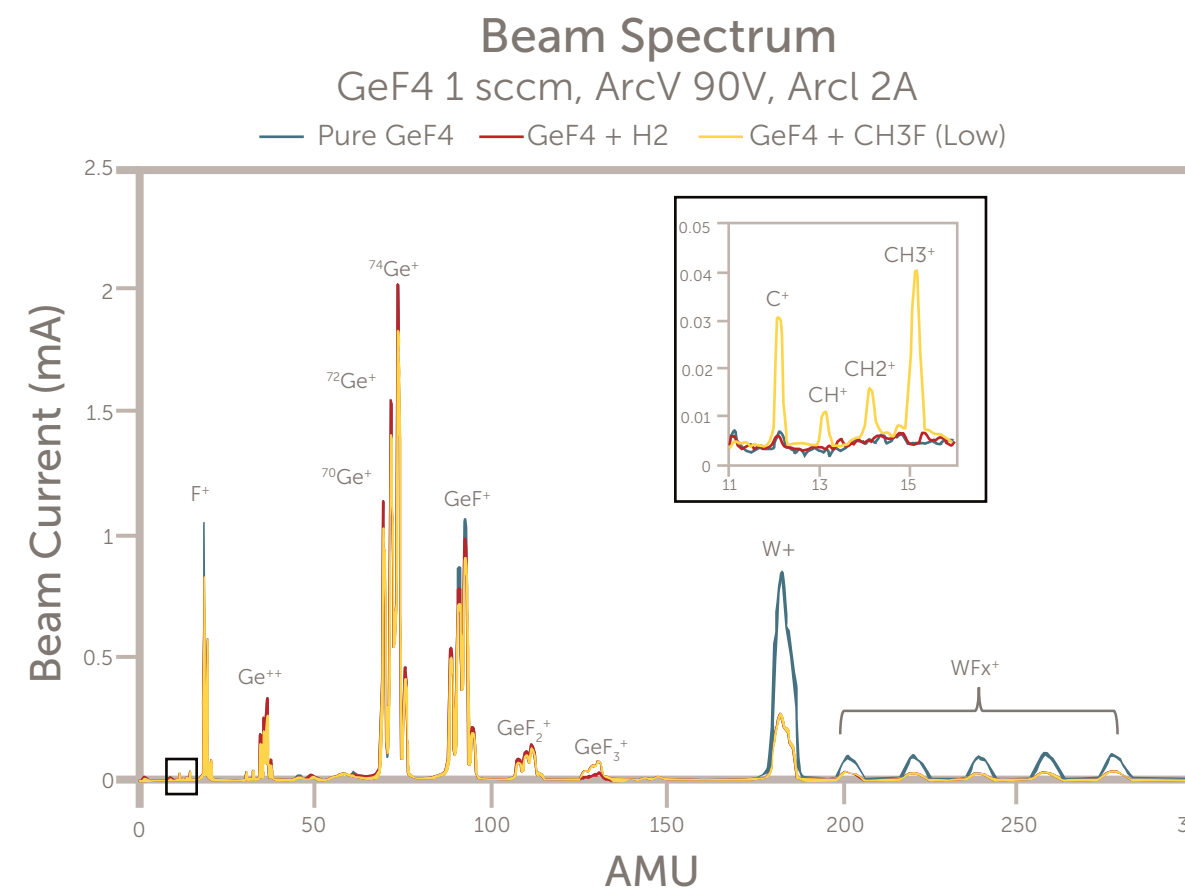 Beam Spectrum
GeF4 1 sccm, ArcV 90V, ArcI 2A
Pure GeF4 GeF4 + H2 GeF4 + CH3F (Low)
Beam Current (mA)
2.5
2
1.5
1
0.5
0
0 50 100 150 200 250 3
AMU
F⁺
Ge⁺⁺
⁷⁰Ge⁺
⁷²Ge⁺
⁷⁴Ge⁺
GeF⁺
GeF₂⁺
GeF₃⁺
W+
WFx⁺
0.05
0.04
0.03
0.02
0.01
0
11 13 15
C⁺
CH⁺
CH2⁺
CH3⁺